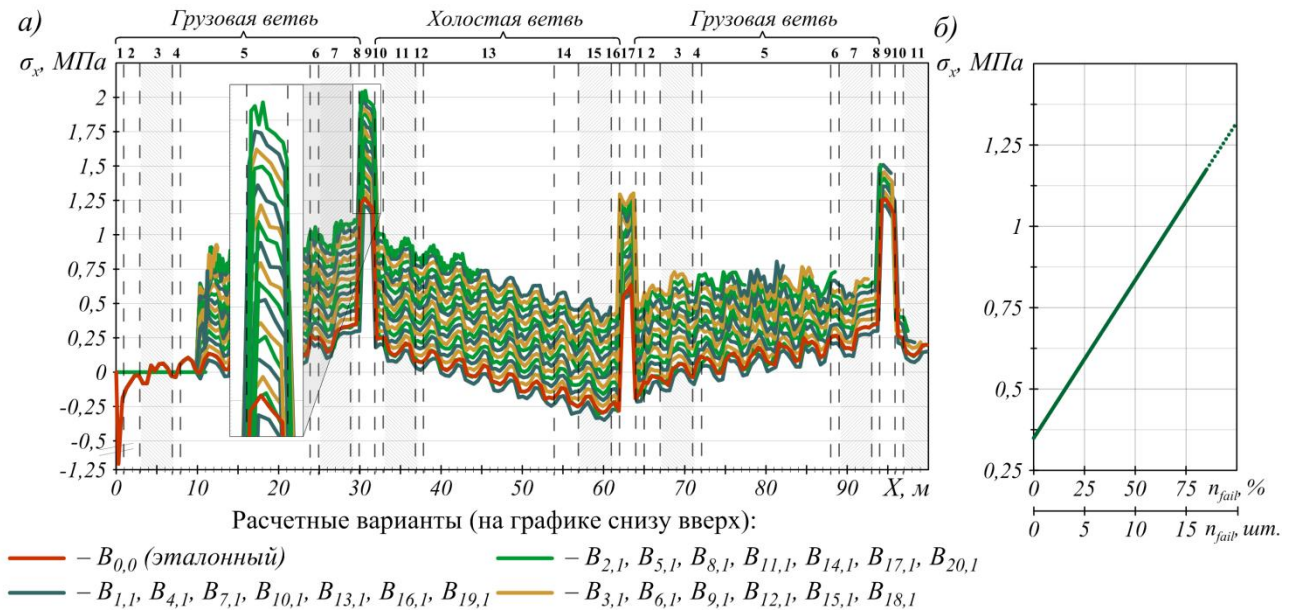 а) Грузовая ветвь Холостая ветвь Грузовая ветвь б)
1 2 3 4 5 6 7 8 9 10 11 12 13 14 15 16 17 1 2 3 4 5 6 7 8 9 10 11
σx, МПа
σx, МПа
2
1,75
1,5
1,25
1
0,75
0,5
0,25
0
-0,25
-0,5
-1,25
0 10 20 30 40 50 60 70 80 90 X, м
1,25
1
0,75
0,5
0,25
0 25 50 75 nfail, %
0 5 10 15 nfail, шт.
Расчетные варианты (на графике снизу вверх):
– B0,0 (эталонный)
– B2,1, B5,1, B8,1, B11,1, B14,1, B17,1, B20,1
– B1,1, B4,1, B7,1, B10,1, B13,1, B16,1, B19,1
– B3,1, B6,1, B9,1, B12,1, B15,1, B18,1